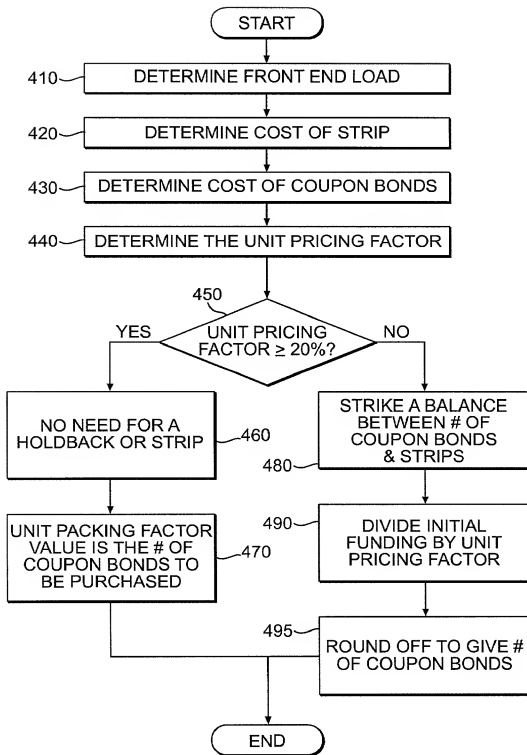 START
410
DETERMINE FRONT END LOAD
420
DETERMINE COST OF STRIP
430
DETERMINE COST OF COUPON BONDS
440
DETERMINE THE UNIT PRICING FACTOR
450
UNIT PRICING
FACTOR ≥ 20%?
YES
NO
NO NEED FOR A
HOLDBACK OR STRIP
460
UNIT PACKING FACTOR
VALUE IS THE # OF
COUPON BONDS TO
BE PURCHASED
470
STRIKE A BALANCE
BETWEEN # OF
COUPON BONDS
& STRIPS
480
490
DIVIDE INITIAL
FUNDING BY UNIT
PRICING FACTOR
495
ROUND OFF TO GIVE #
OF COUPON BONDS
END